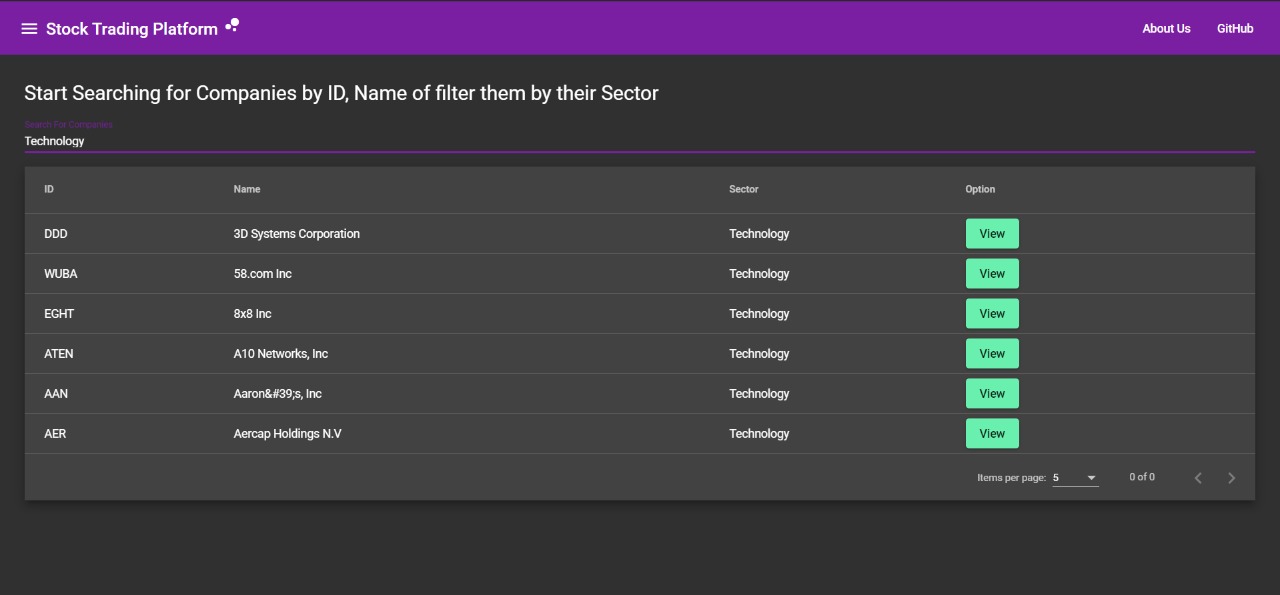 Stock Trading Platform About Us GitHub
Start Searching for Companies by ID, Name of filter them by their Sector
Search For Companies
Technology
ID Name Sector Option
DDD 3D Systems Corporation Technology View
WUBA 58.com Inc Technology View
EGHT 8x8 Inc Technology View
ATEN A10 Networks, Inc Technology View
AAN Aaron&#39;s, Inc Technology View
AER Aercap Holdings N.V Technology View
Items per page: 5 0 of 0